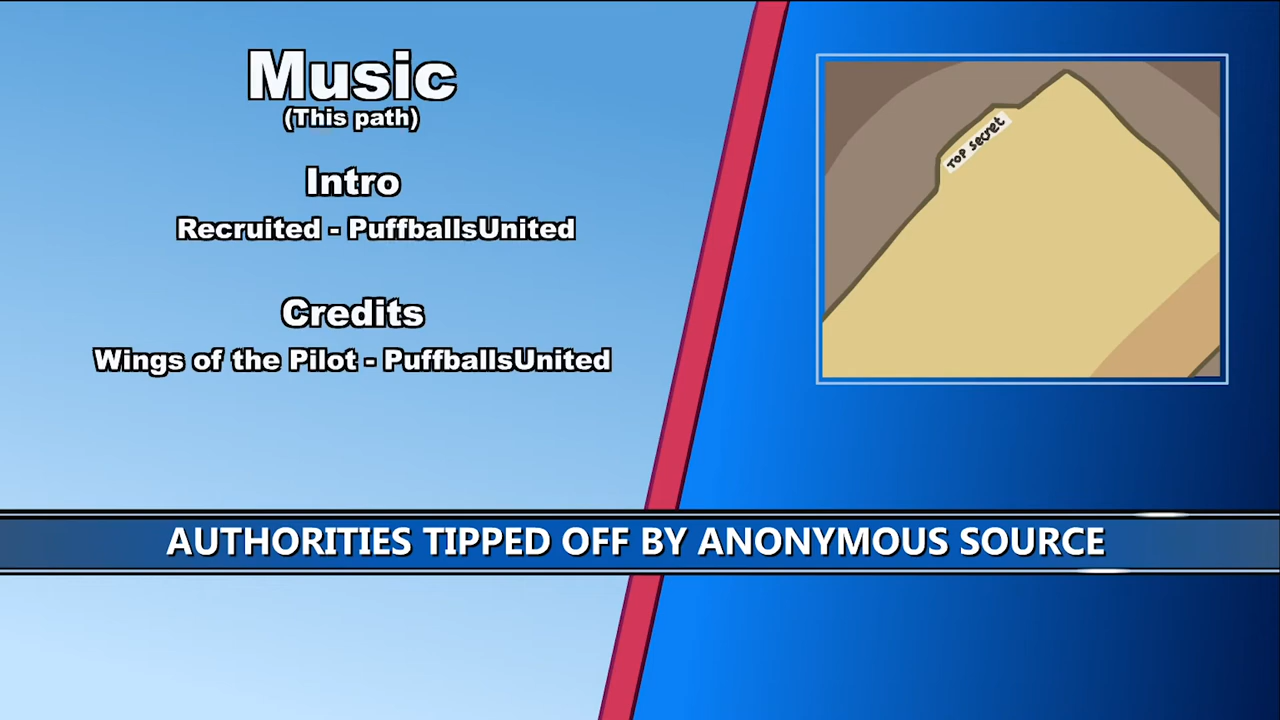 Music
(This path)
Intro
Recruited - PuffballsUnited
Credits
Wings of the Pilot - PuffballsUnited
TOP SECRET
AUTHORITIES TIPPED OFF BY ANONYMOUS SOURCE